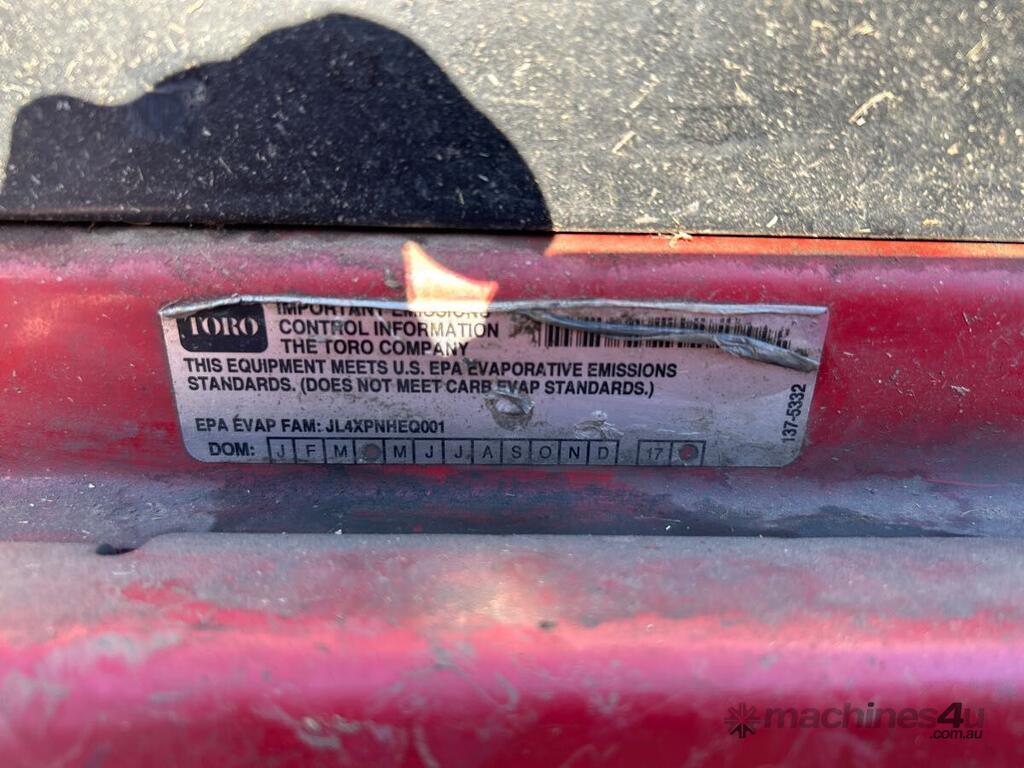 TORO
IMPORTANT EMISSIONS
CONTROL INFORMATION
THE TORO COMPANY
THIS EQUIPMENT MEETS U.S. EPA EVAPORATIVE EMISSIONS
STANDARDS. (DOES NOT MEET CARB EVAP STANDARDS.)
EPA EVAP FAM: JL4XPNHEQ001
DOM: J F M M J J A S O N D 17
137-5332
machines4u
.com.au